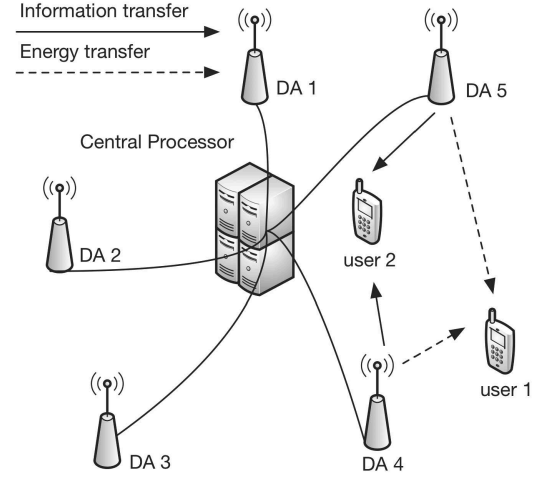 Information transfer
Energy transfer
DA 1
DA 5
Central Processor
DA 2
user 2
user 1
DA 3
DA 4